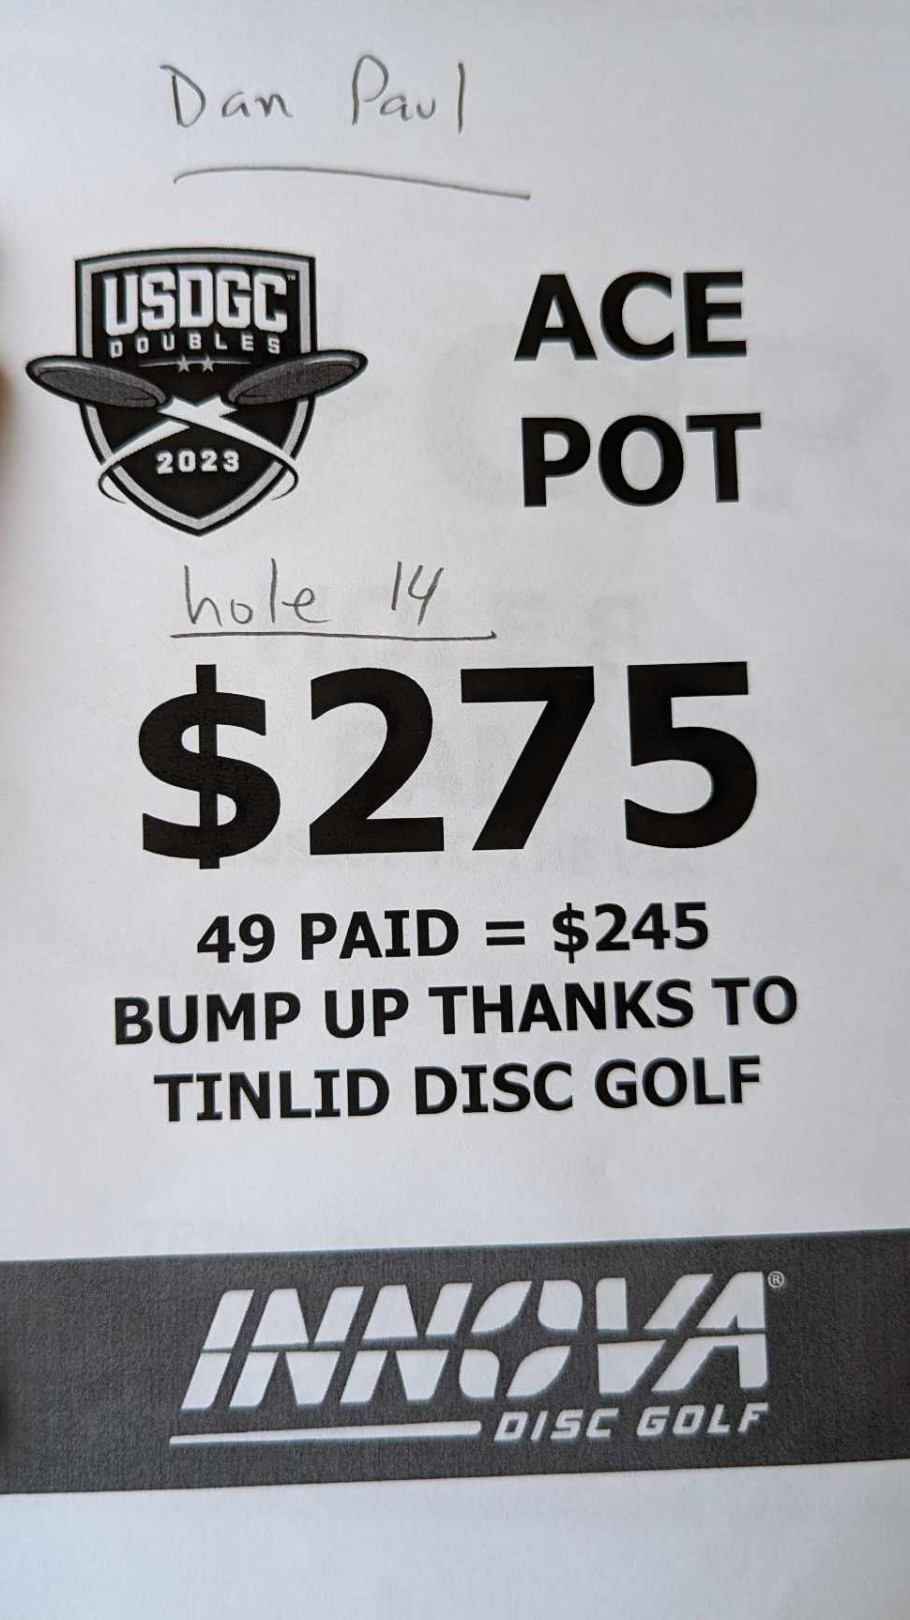 Dan Paul
USDGC™
DOUBLES
2023
ACE
POT
hole 14
$275
49 PAID = $245
BUMP UP THANKS TO
TINLID DISC GOLF
INNOVA®
DISC GOLF